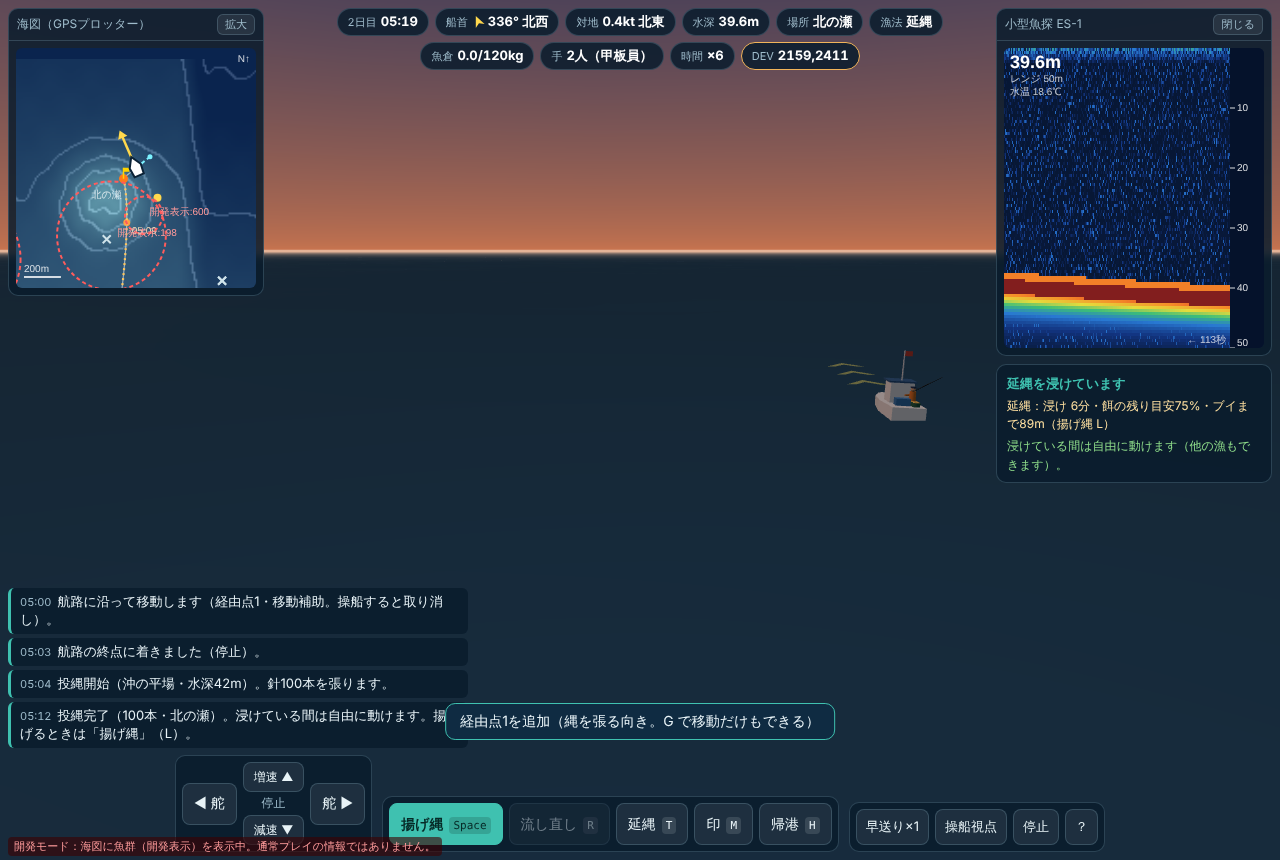 海図（GPSプロッター）
拡大
N↑
北の瀬
開発表示:600
200m
2日目 05:19
船首 336° 北西
対地 0.4kt 北東
水深 39.6m
場所 北の瀬
漁法 延縄
魚倉 0.0/120kg
手 2人（甲板員）
時間 ×6
DEV 2159,2411
小型魚探 ES-1
閉じる
39.6m
レンジ 50m
水温 18.6℃
10
20
30
40
50
← 113秒
延縄を浸けています
延縄：浸け 6分・餌の残り目安75%・ブイま
で89m（揚げ縄 L）
浸けている間は自由に動けます（他の漁もで
きます）。
05:00 航路に沿って移動します（経由点1・移動補助。操船すると取り消
し）。
05:03 航路の終点に着きました（停止）。
05:04 投縄開始（沖の平場・水深42m）。針100本を張ります。
05:12 投縄完了（100本・北の瀬）。浸けている間は自由に動けます。揚
げるときは「揚げ縄」（L）。
経由点1を追加（縄を張る向き。G で移動だけもできる）
◀ 舵
増速 ▲
停止
減速 ▼
舵 ▶
揚げ縄 Space
流し直し R
延縄 T
印 M
帰港 H
早送り×1
操船視点
停止
？
開発モード：海図に魚群（開発表示）を表示中。通常プレイの情報ではありません。